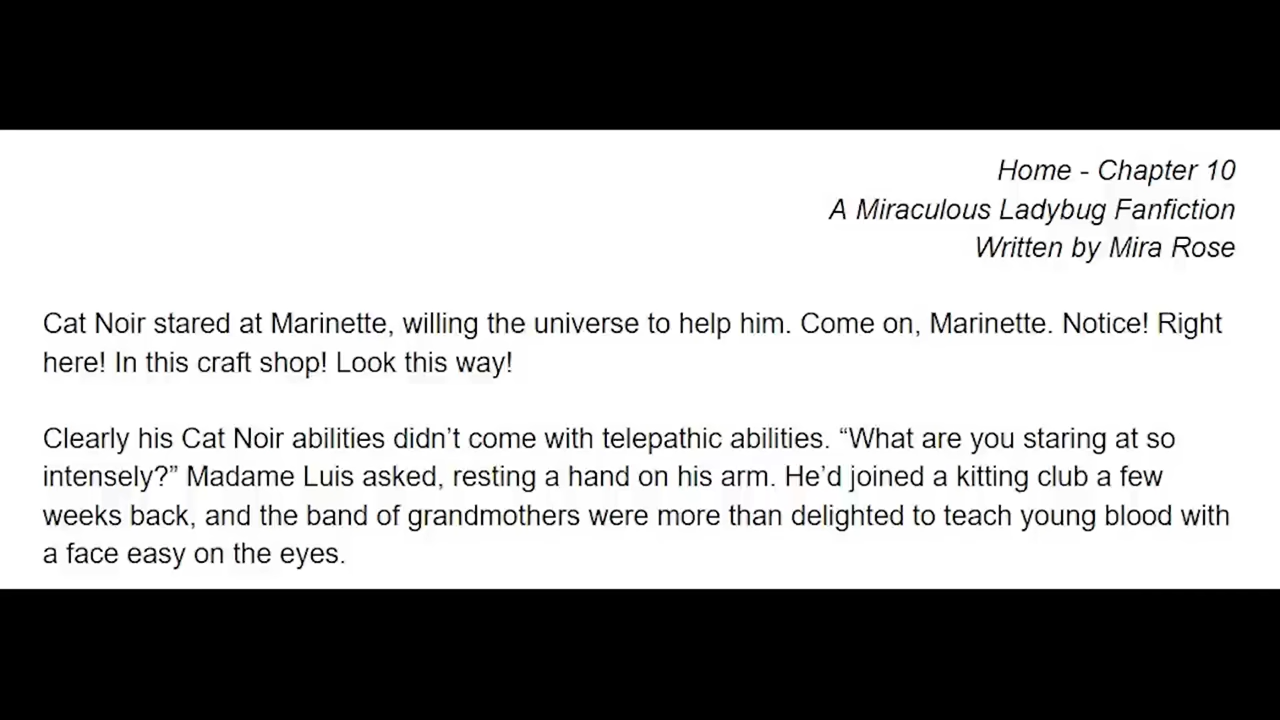 Home - Chapter 10
A Miraculous Ladybug Fanfiction
Written by Mira Rose
Cat Noir stared at Marinette, willing the universe to help him. Come on, Marinette. Notice! Right
here! In this craft shop! Look this way!
Clearly his Cat Noir abilities didn’t come with telepathic abilities. “What are you staring at so
intensely?” Madame Luis asked, resting a hand on his arm. He’d joined a kitting club a few
weeks back, and the band of grandmothers were more than delighted to teach young blood with
a face easy on the eyes.